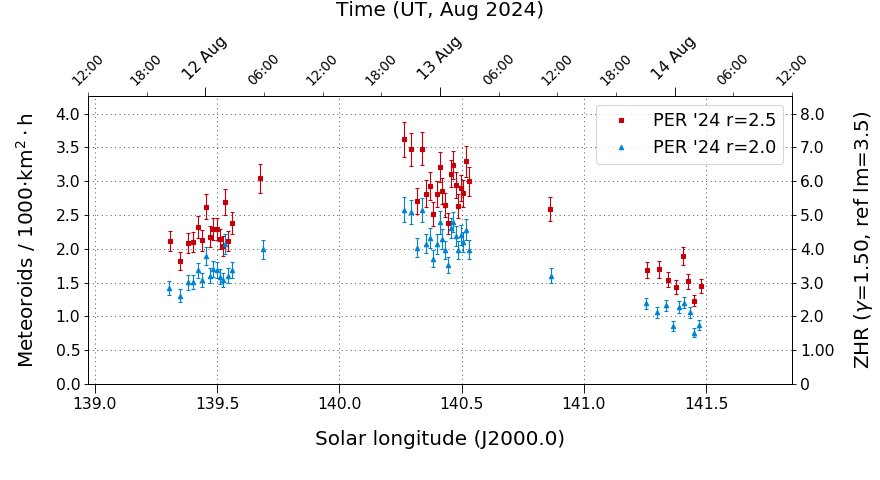 Time (UT, Aug 2024)
12:00 18:00 12 Aug 06:00 12:00 18:00 13 Aug 06:00 12:00 18:00 14 Aug 06:00 12:00
4.0 8.0
3.5 7.0
3.0 6.0
2.5 5.0
2.0 4.0
1.5 3.0
1.0 2.0
0.5 1.00
0.0 0
PER '24 r=2.5
PER '24 r=2.0
Meteoroids / 1000·km²·h
ZHR (γ=1.50, ref lm=3.5)
139.0 139.5 140.0 140.5 141.0 141.5
Solar longitude (J2000.0)